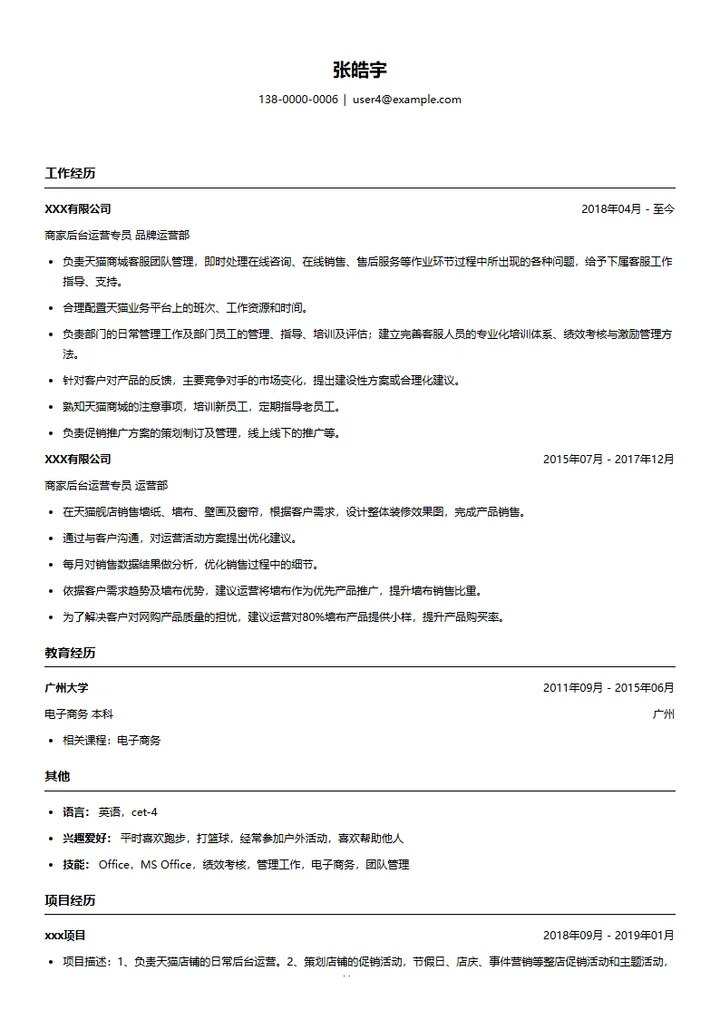 张皓宇
138-0000-0006 | user4@example.com
工作经历
XXX有限公司 2018年04月 - 至今
商家后台运营专员 品牌运营部
• 负责天猫商城客服团队管理，即时处理在线咨询、在线销售、售后服务等作业环节过程中所出现的各种问题，给予下属客服工作
指导、支持。
• 合理配置天猫业务平台上的班次、工作资源和时间。
• 负责部门的日常管理工作及部门员工的管理、指导、培训及评估；建立完善客服人员的专业化培训体系、绩效考核与激励管理方
法。
• 针对客户对产品的反馈，主要竞争对手的市场变化，提出建设性方案或合理化建议。
• 熟知天猫商城的注意事项，培训新员工，定期指导老员工。
• 负责促销推广方案的策划制订及管理，线上线下的推广等。
XXX有限公司 2015年07月 - 2017年12月
商家后台运营专员 运营部
• 在天猫舰店销售墙纸、墙布、壁画及窗帘，根据客户需求，设计整体装修效果图，完成产品销售。
• 通过与客户沟通，对运营活动方案提出优化建议。
• 每月对销售数据结果做分析，优化销售过程中的细节。
• 依据客户需求趋势及墙布优势，建议运营将墙布作为优先产品推广，提升墙布销售比重。
• 为了解决客户对网购产品质量的担忧，建议运营对80%墙布产品提供小样，提升产品购买率。
教育经历
广州大学 2011年09月 - 2015年06月
电子商务 本科 广州
• 相关课程：电子商务
其他
• 语言： 英语，cet-4
• 兴趣爱好： 平时喜欢跑步，打篮球，经常参加户外活动，喜欢帮助他人
• 技能： Office，MS Office，绩效考核，管理工作，电子商务，团队管理
项目经历
xxx项目 2018年09月 - 2019年01月
• 项目描述：1、负责天猫店铺的日常后台运营。2、策划店铺的促销活动，节假日、店庆、事件营销等整店促销活动和主题活动，